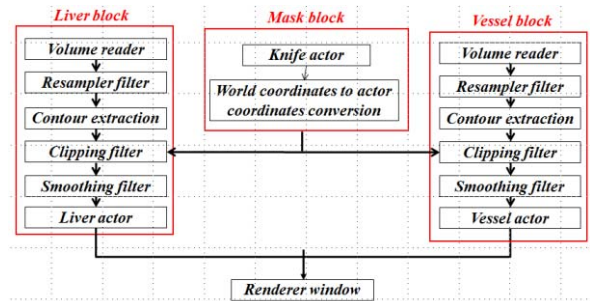 Liver block
Volume reader
Resampler filter
Contour extraction
Clipping filter
Smoothing filter
Liver actor
Mask block
Knife actor
World coordinates to actor
coordinates conversion
Vessel block
Volume reader
Resampler filter
Contour extraction
Clipping filter
Smoothing filter
Vessel actor
Renderer window